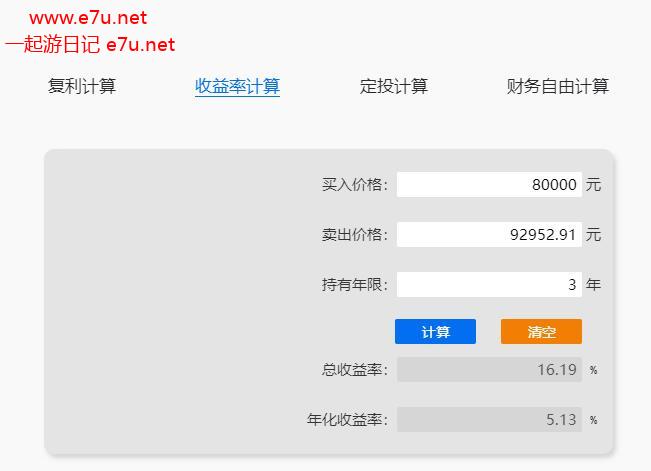 www.e7u.net
一起游日记 e7u.net
复利计算 收益率计算 定投计算 财务自由计算
买入价格： 80000 元
卖出价格： 92952.91 元
持有年限： 3 年
计算 清空
总收益率： 16.19 %
年化收益率： 5.13 %